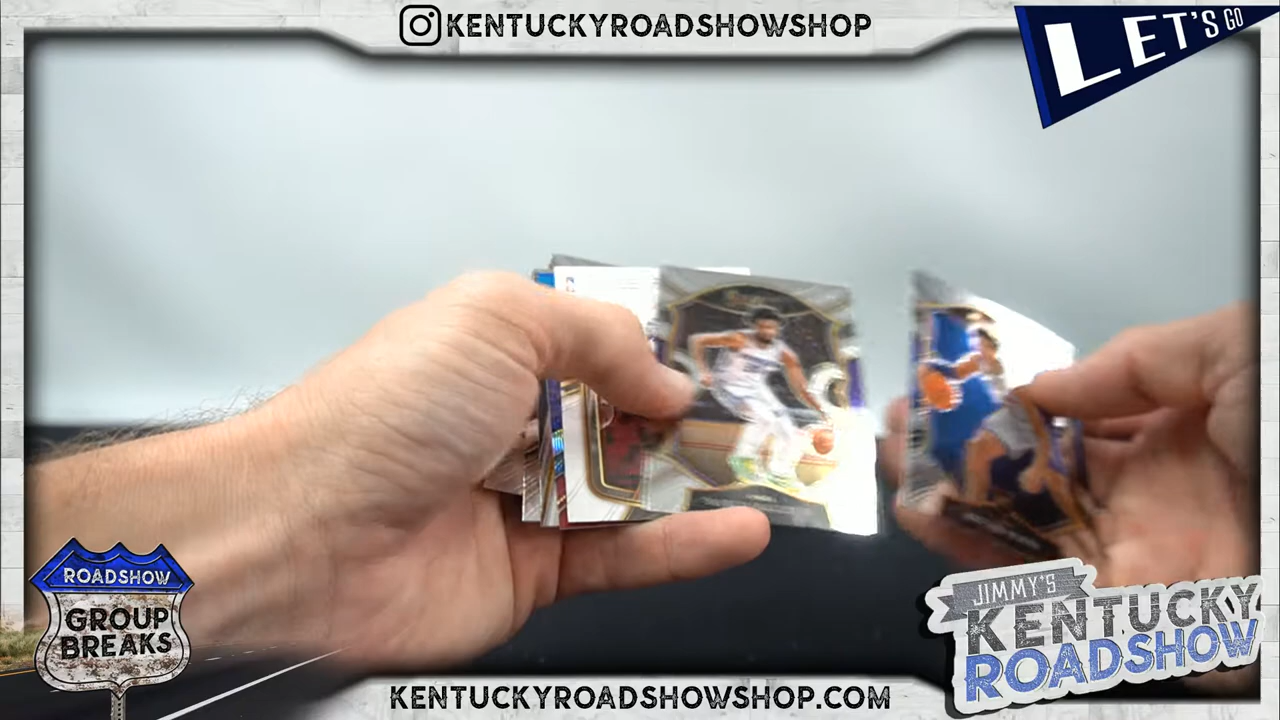 KENTUCKYROADSHOWSHOP
LET'S GO
ROADSHOW
GROUP
BREAKS
JIMMY'S
KENTUCKY
ROADSHOW
KENTUCKYROADSHOWSHOP.COM